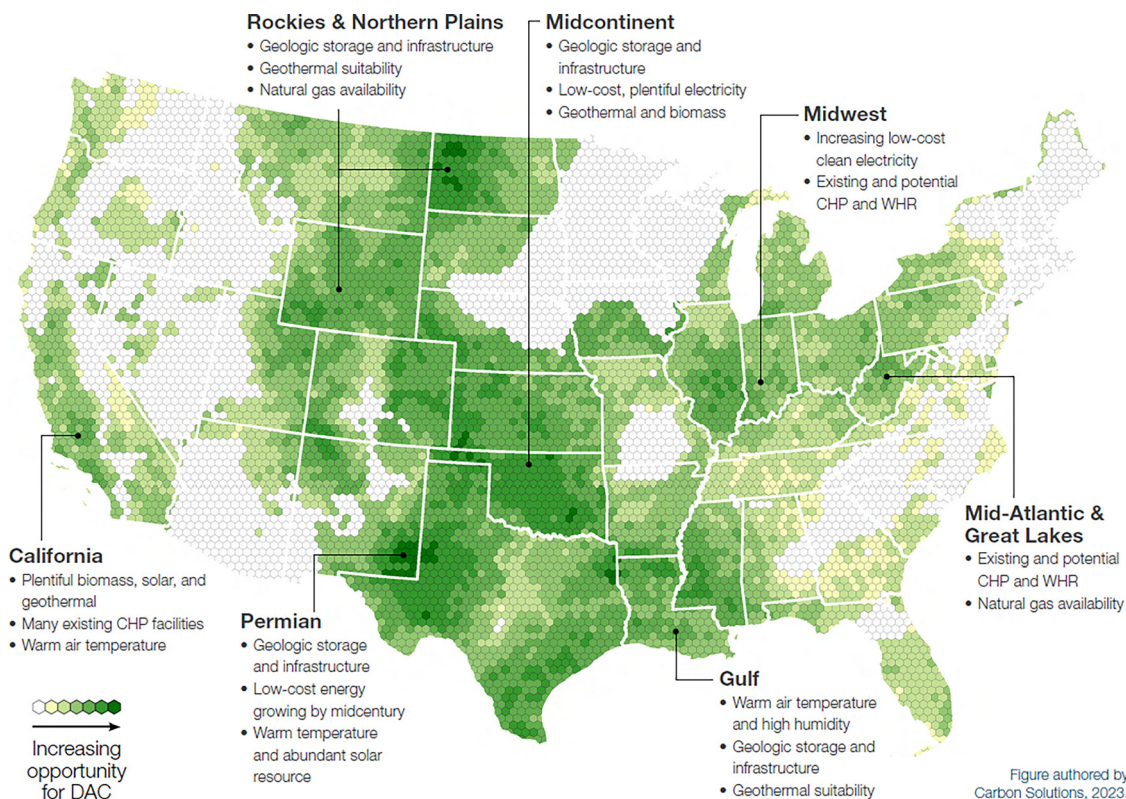 Rockies & Northern Plains
• Geologic storage and infrastructure
• Geothermal suitability
• Natural gas availability
Midcontinent
• Geologic storage and
infrastructure
• Low-cost, plentiful electricity
• Geothermal and biomass
Midwest
• Increasing low-cost
clean electricity
• Existing and potential
CHP and WHR
California
• Plentiful biomass, solar, and
geothermal
• Many existing CHP facilities
• Warm air temperature
Permian
• Geologic storage
and infrastructure
• Low-cost energy
growing by midcentury
• Warm temperature
and abundant solar
resource
Gulf
• Warm air temperature
and high humidity
• Geologic storage and
infrastructure
• Geothermal suitability
Mid-Atlantic &
Great Lakes
• Existing and potential
CHP and WHR
• Natural gas availability
Increasing
opportunity
for DAC
Figure authored by
Carbon Solutions, 2023.